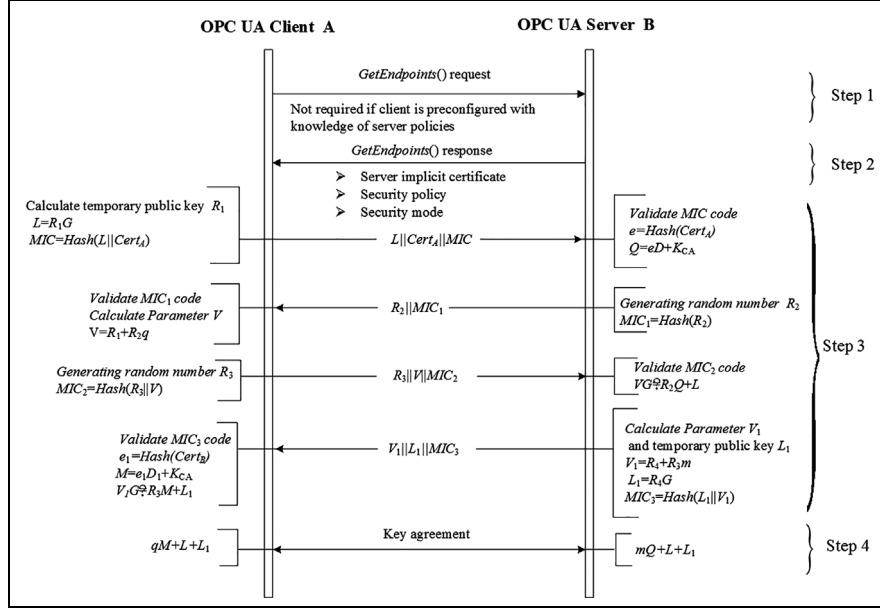 OPC UA Client A
OPC UA Server B
GetEndpoints() request
Step 1
Not required if client is preconfigured with
knowledge of server policies
GetEndpoints() response
Step 2
➢ Server implicit certificate
➢ Security policy
➢ Security mode
Calculate temporary public key R₁
L=R₁G
MIC=Hash(L||Cert_A)
L||Cert_A||MIC
Validate MIC code
e=Hash(Cert_A)
Q=eD+K_CA
Validate MIC₁ code
Calculate Parameter V
V=R₁+R₂q
R₂||MIC₁
Generating random number R₂
MIC₁=Hash(R₂)
Step 3
Generating random number R₃
MIC₂=Hash(R₃||V)
R₃||V||MIC₂
Validate MIC₂ code
VG≟R₂Q+L
Validate MIC₃ code
e₁=Hash(Cert_B)
M=e₁D₁+K_CA
V₁G≟R₃M+L₁
V₁||L₁||MIC₃
Calculate Parameter V₁
and temporary public key L₁
V₁=R₄+R₃m
L₁=R₄G
MIC₃=Hash(L₁||V₁)
qM+L+L₁
Key agreement
mQ+L+L₁
Step 4